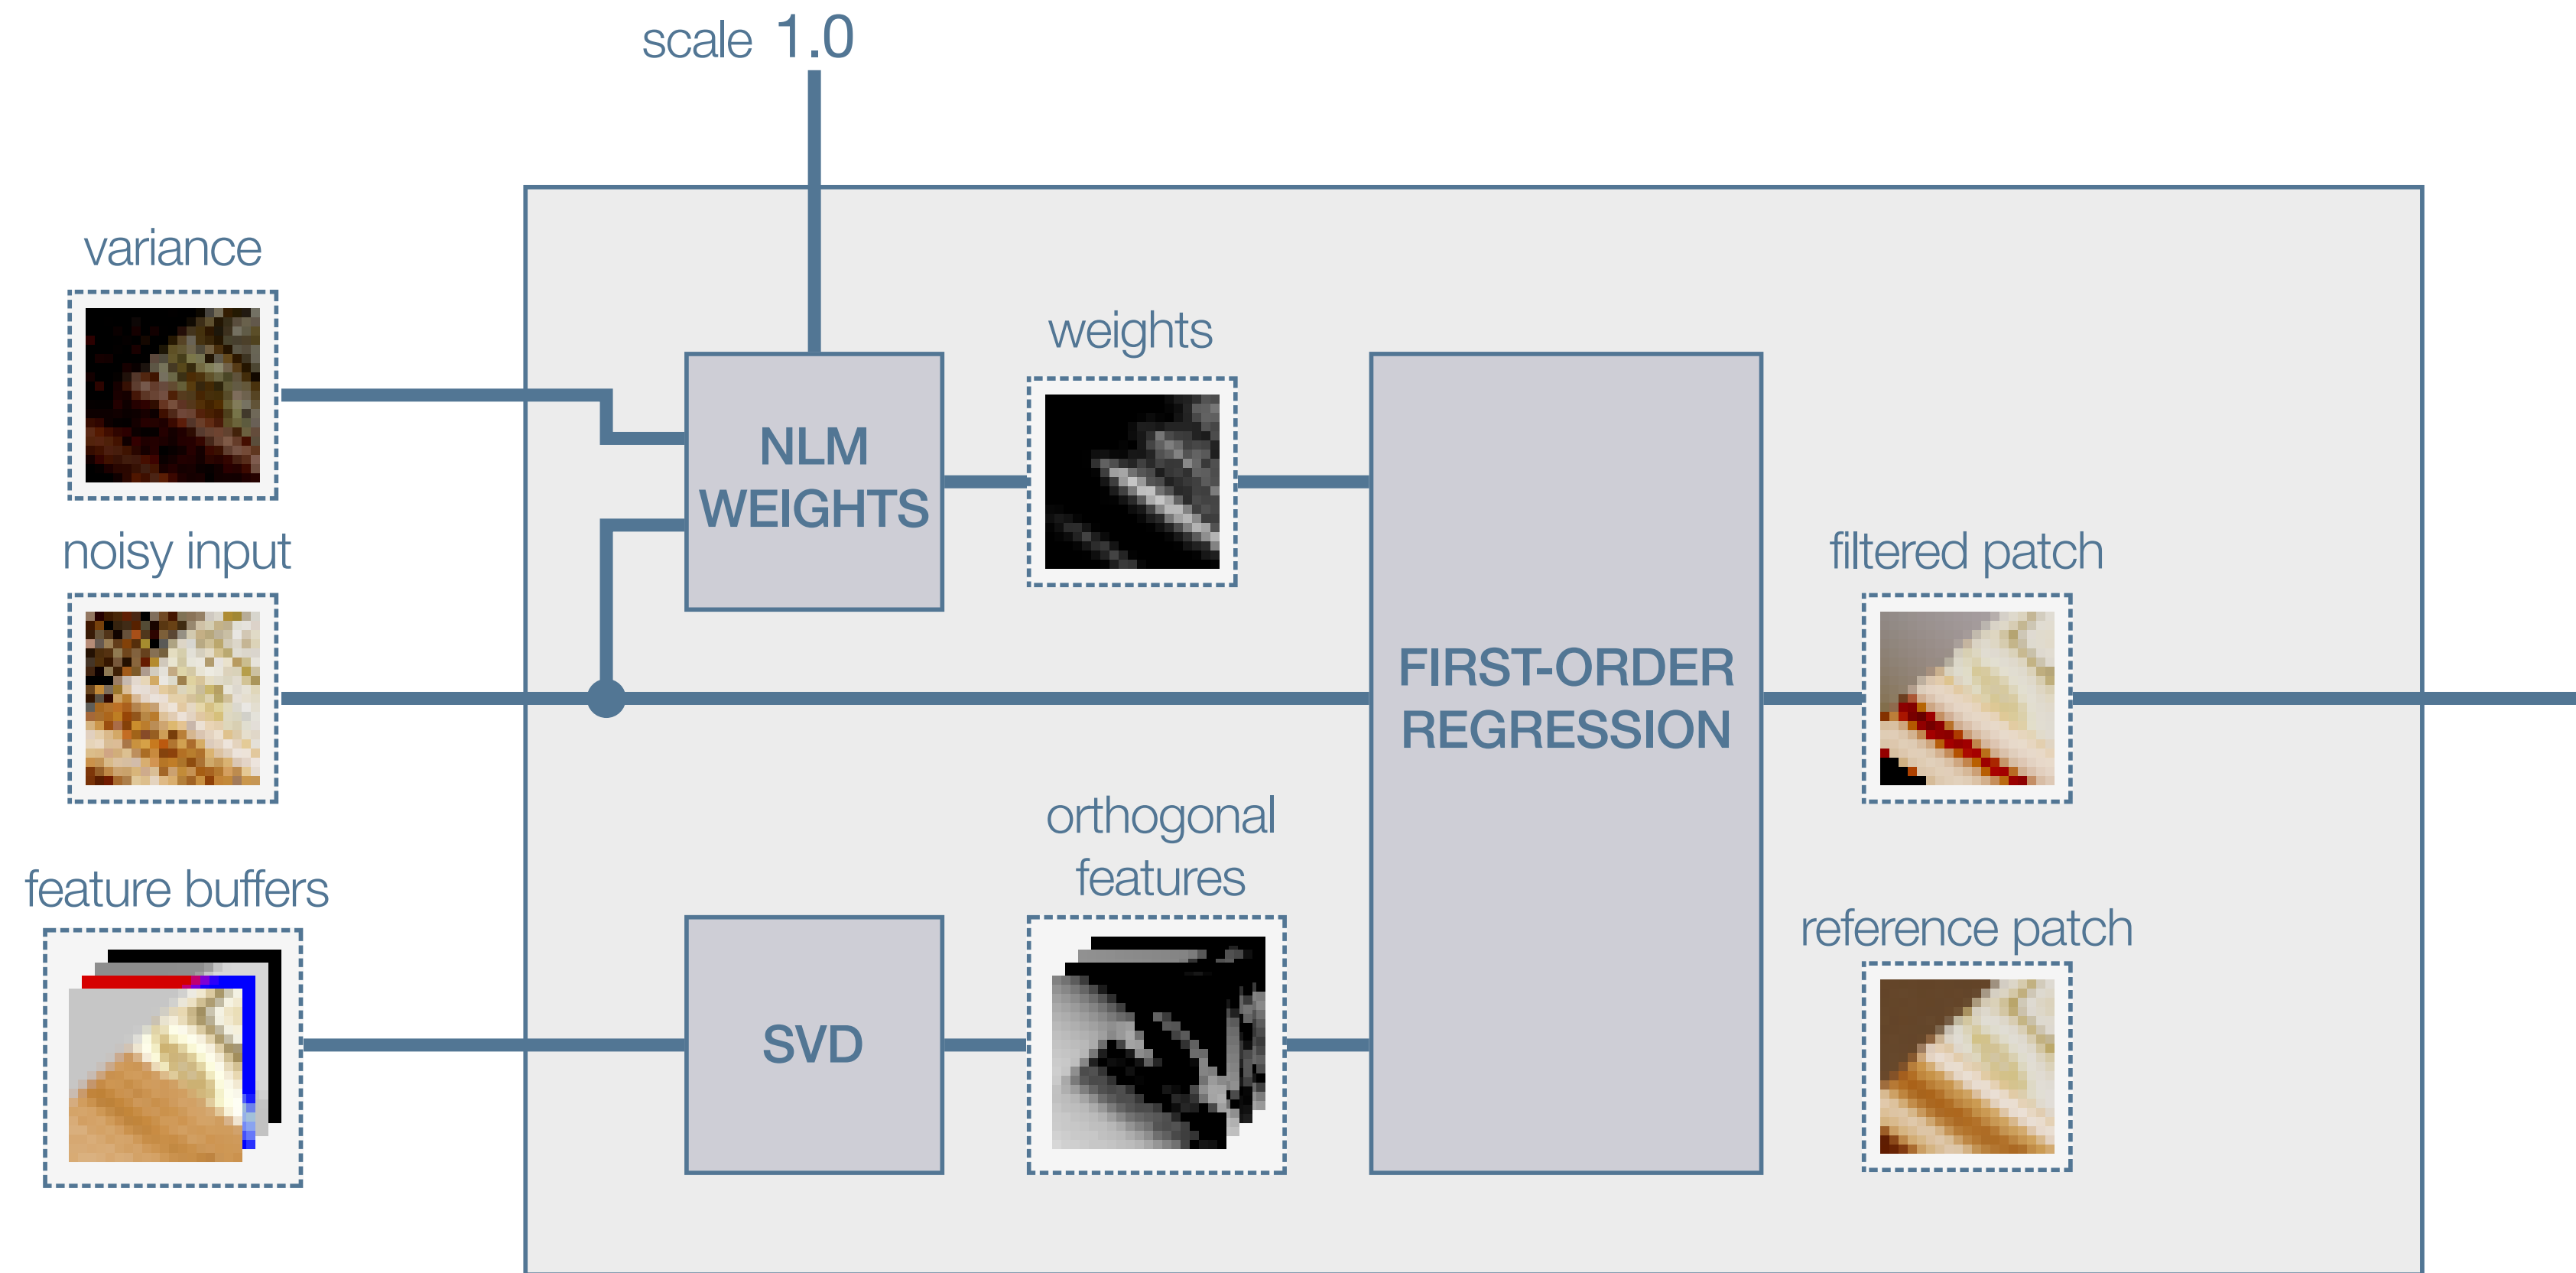 scale 1.0
variance
weights
NLM
WEIGHTS
noisy input
filtered patch
FIRST-ORDER
REGRESSION
orthogonal
features
feature buffers
reference patch
SVD